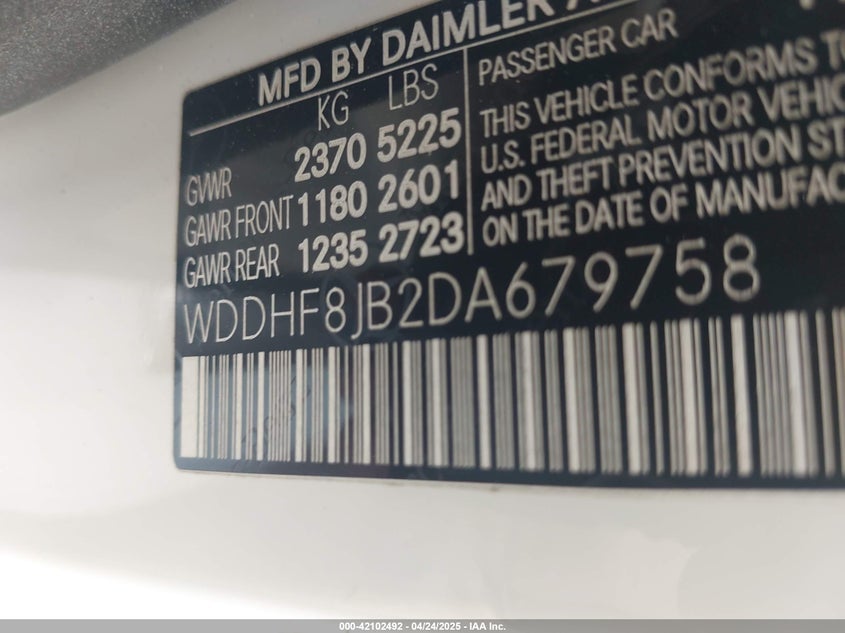 MFD BY DAIMLER
KG LBS
GVWR 2370 5225
GAWR FRONT 1180 2601
GAWR REAR 1235 2723
PASSENGER CAR
THIS VEHICLE CONFORMS
U.S. FEDERAL MOTOR
AND THEFT PREVENTION
ON THE DATE OF
WDDHF8JB2DA679758
000-42102492 - 04/24/2025 - IAA Inc.